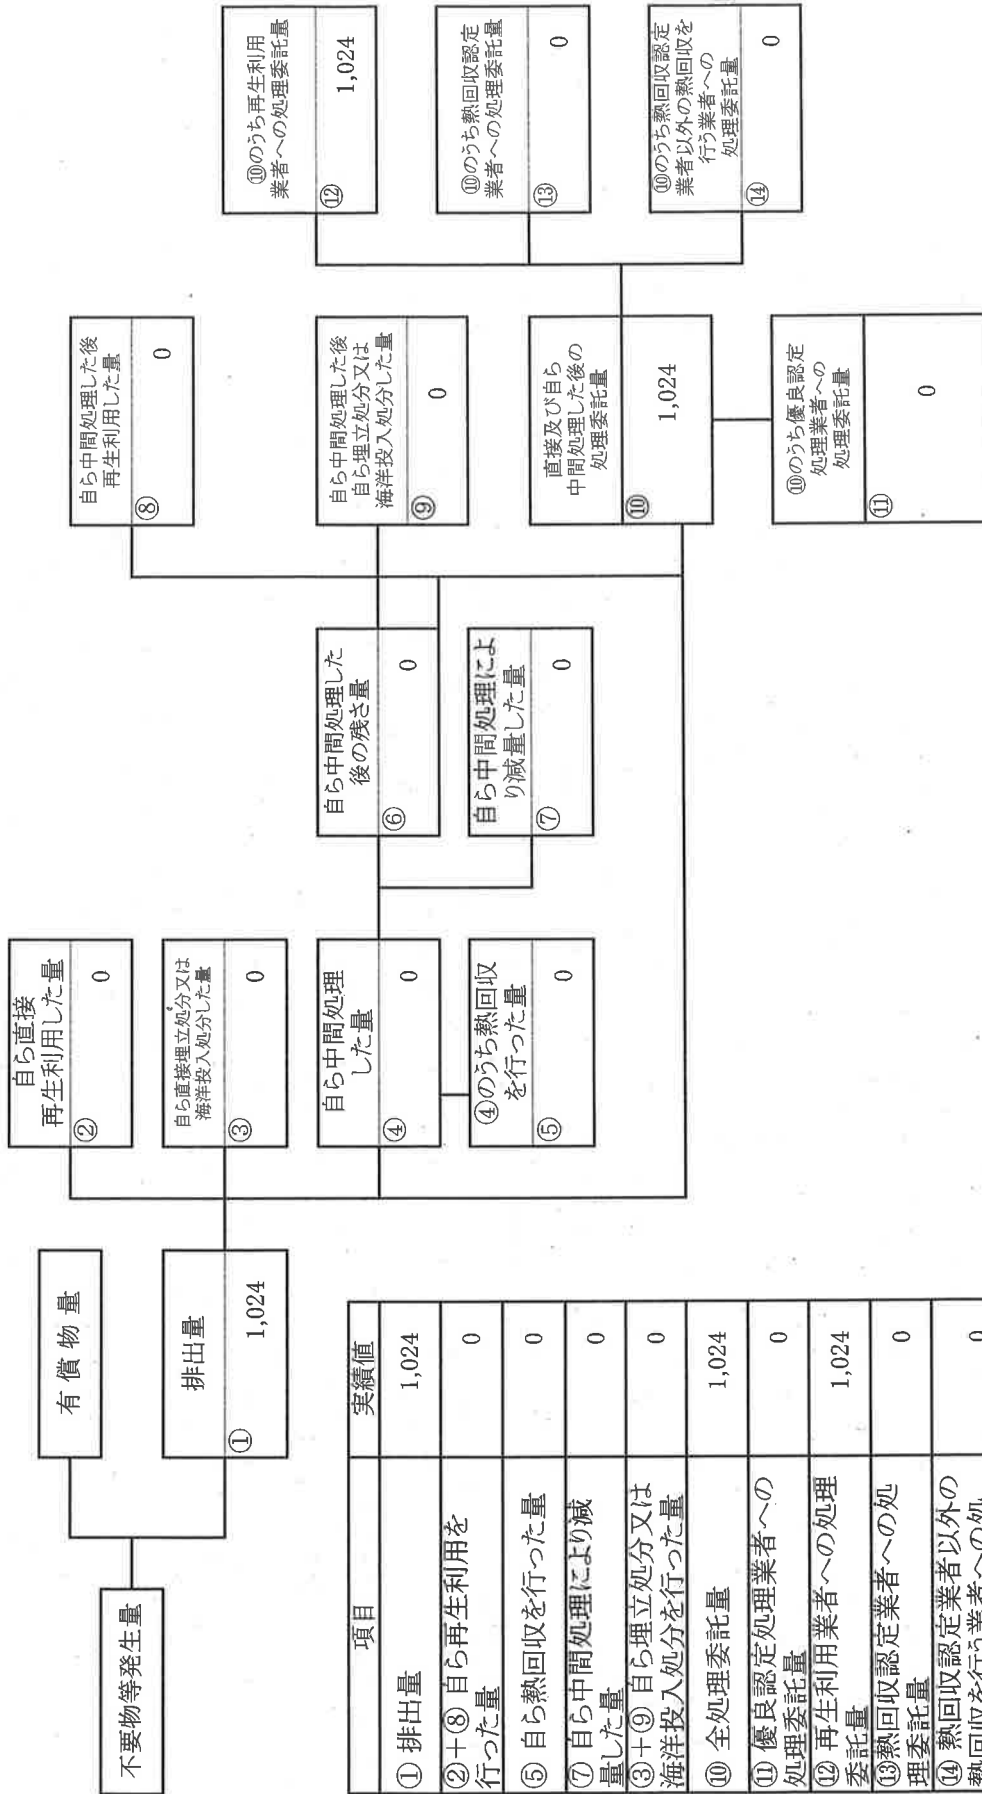 不要物等発生量
有償物量
排出量
①
1,024
自ら直接
再生利用した量
②
0
自ら直接埋立処分又は
海洋投入処分した量
③
0
自ら中間処理
した量
④
0
④のうち熱回収
を行った量
⑤
0
自ら中間処理した
後の残さ量
⑥
0
自ら中間処理によ
り減量した量
⑦
0
自ら中間処理した後
再生利用した量
⑧
0
自ら中間処理した後
自ら埋立処分又は
海洋投入処分した量
⑨
0
直接及び自ら
中間処理した後の
処理委託量
⑩
1,024
⑩のうち優良認定
処理業者への
処理委託量
⑪
0
⑩のうち再生利用
業者への処理委託量
⑫
1,024
⑩のうち熱回収認定
業者への処理委託量
⑬
0
⑩のうち熱回収認定
業者以外の熱回収を
行う業者への
処理委託量
⑭
0
項目 実績値
① 排出量 1,024
②+⑧ 自ら再生利用を
行った量 0
⑤ 自ら熱回収を行った量 0
⑦ 自ら中間処理により減
量した量 0
③+⑨ 自ら埋立処分又は
海洋投入処分を行った量 0
⑩ 全処理委託量 1,024
⑪ 優良認定処理業者への
処理委託量 0
⑫ 再生利用業者への処理
委託量 1,024
⑬熱回収認定業者への処
理委託量 0
⑭ 熱回収認定業者以外の
熱回収を行う業者への処 0